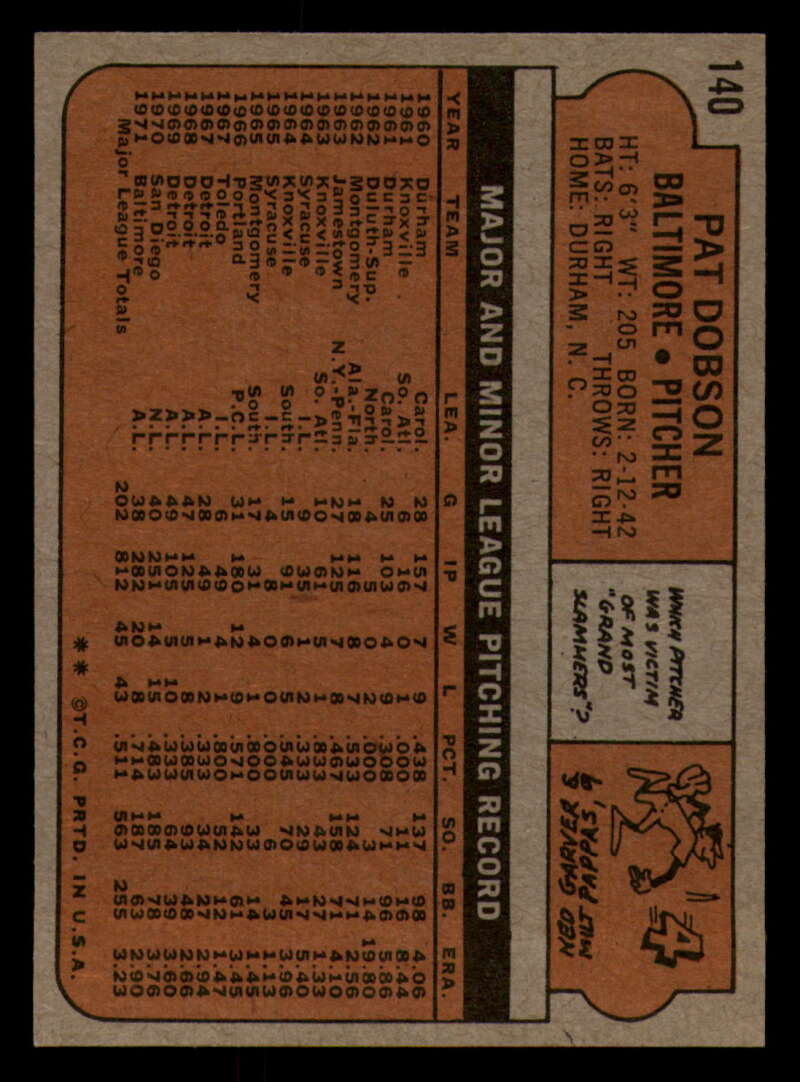 140
PAT DOBSON
BALTIMORE • PITCHER
HT: 6'3" WT: 205 BORN: 2-12-42
BATS: RIGHT THROWS: RIGHT
HOME: DURHAM, N. C.
WHICH PITCHER
WAS VICTIM
OF MOST
"GRAND
SLAMMERS"?
4
NED GARVER &
MILT PAPPAS, 9
MAJOR AND MINOR LEAGUE PITCHING RECORD
YEAR TEAM LEA. G IP W L PCT. SO. BB. ERA.
1960 Durham Carol. 28 157 7 9 .438 137 98 4.06
1961 Knoxville So. Atl. 6 16 0 1 .000 11 16 8.44
1961 Durham Carol. 25 103 4 9 .308 71 96 5.86
1962 Duluth-Sup. North. 4 5 0 2 .000 3 14 19.80
1962 Montgomery Ala.-Fla. 18 116 8 7 .533 124 71 2.56
1963 Jamestown N.Y.-Penn. 27 125 7 8 .467 158 71 4.10
1963 Knoxville So. Atl. 10 61 5 1 .833 43 27 1.33
1964 Syracuse I.L. 9 35 1 2 .333 29 17 5.40
1964 Knoxville South. 15 91 6 5 .545 70 45 3.96
1965 Syracuse I.L. 4 8 0 0 .000 6 3 1.13
1965 Montgomery South. 17 31 4 1 .800 33 14 1.45
1966 Portland P.C.L. 31 180 12 9 .571 142 61 3.45
1967 Toledo I.L. 6 49 4 1 .800 52 12 1.47
1967 Detroit A.L. 28 49 1 2 .333 34 27 2.94
1968 Detroit A.L. 47 125 5 8 .385 93 48 2.66
1969 Detroit A.L. 49 105 5 10 .333 64 39 3.60
1970 San Diego N.L. 40 251 14 15 .483 185 78 3.76
1971 Baltimore A.L. 38 282 20 8 .714 187 63 2.90
Major League Totals 202 812 45 43 .511 563 255 3.23
** ©T.C.G. PRTD. IN U.S.A.